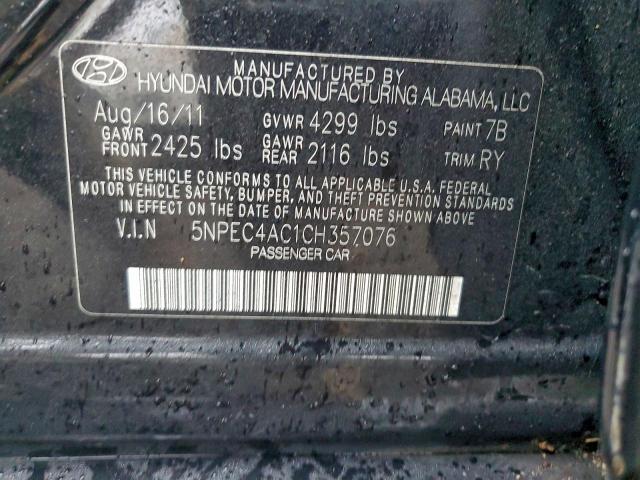 MANUFACTURED BY
HYUNDAI MOTOR MANUFACTURING ALABAMA, LLC
Aug/16/11 GVWR 4299 lbs PAINT 7B
GAWR FRONT 2425 lbs GAWR REAR 2116 lbs TRIM RY
THIS VEHICLE CONFORMS TO ALL APPLICABLE U.S.A. FEDERAL
MOTOR VEHICLE SAFETY, BUMPER, AND THEFT PREVENTION STANDARDS
IN EFFECT ON THE DATE OF MANUFACTURE SHOWN ABOVE.
V.I.N 5NPEC4AC1CH357076
PASSENGER CAR